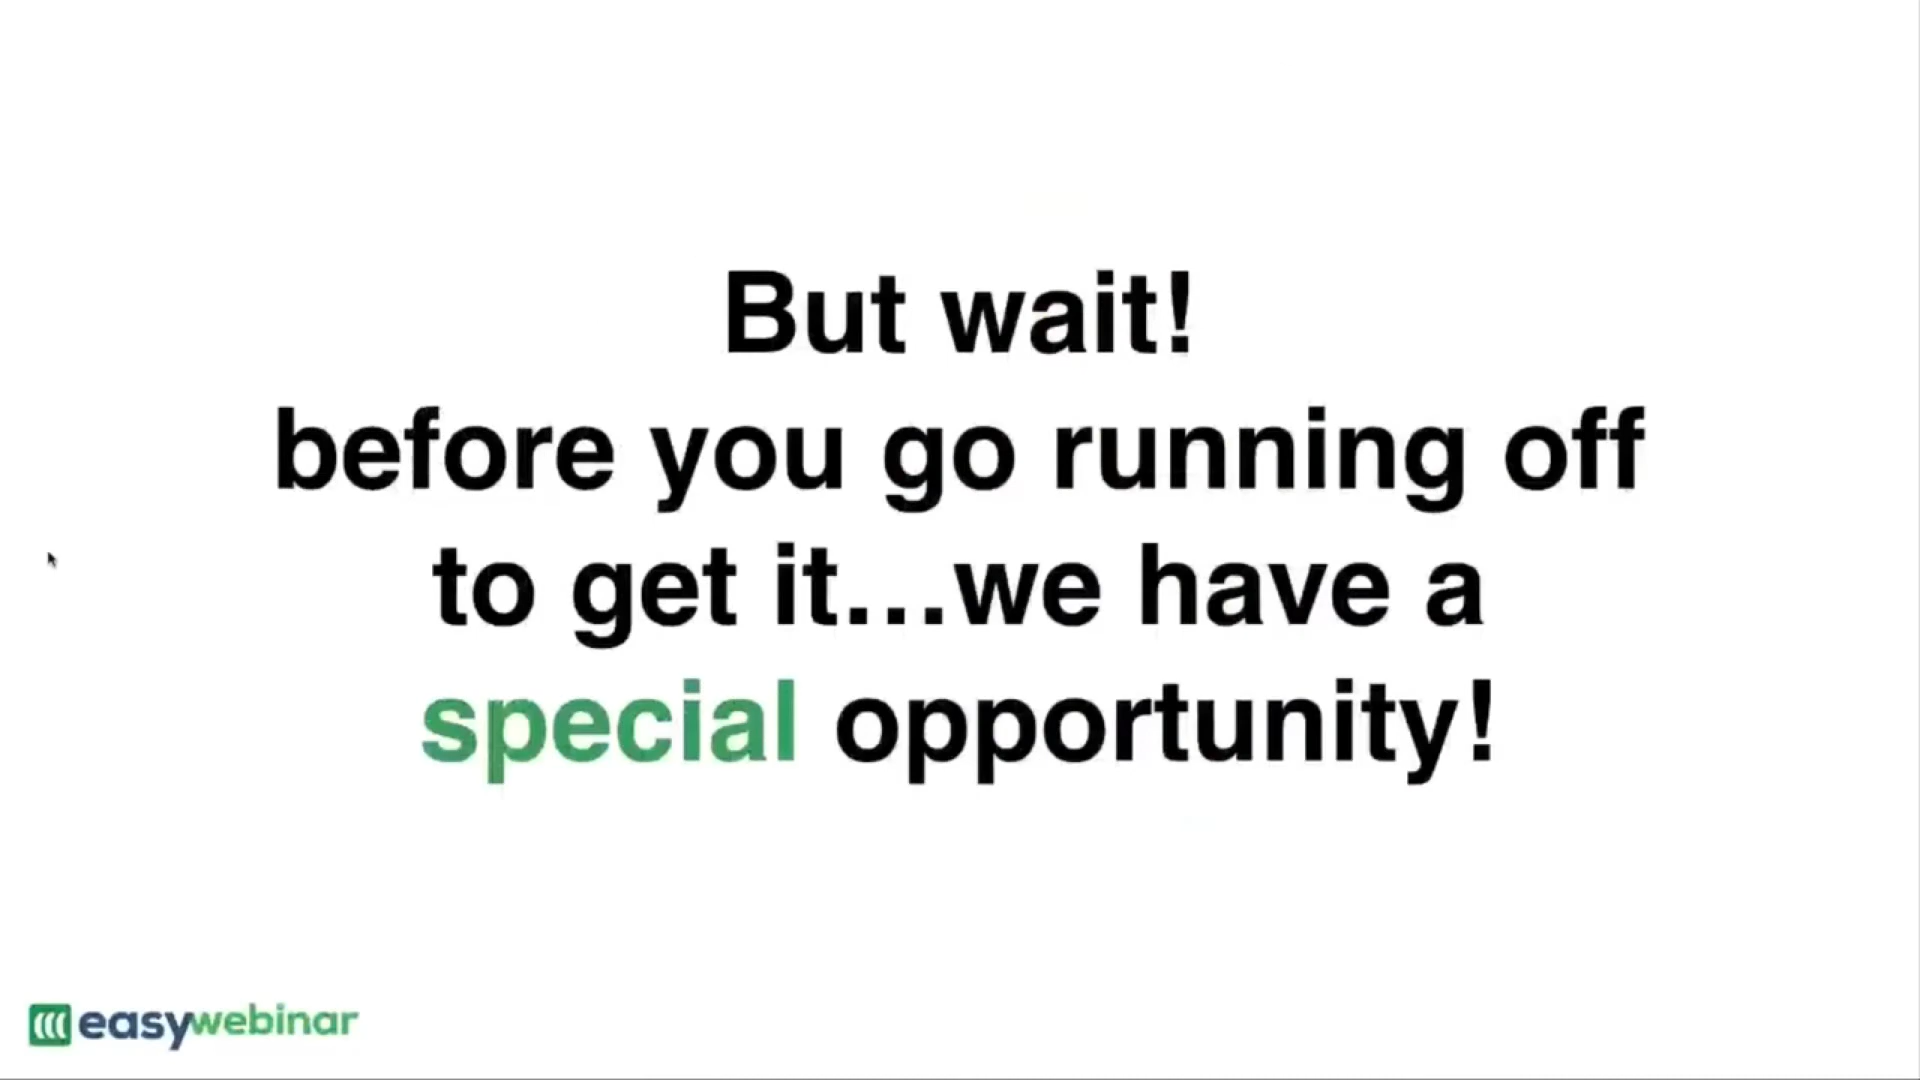 But wait!
before you go running off
to get it...we have a
special opportunity!
easywebinar